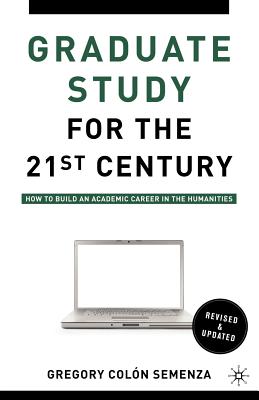 GRADUATE
STUDY
FOR THE
21ST CENTURY
HOW TO BUILD AN ACADEMIC CAREER IN THE HUMANITIES
REVISED
&
UPDATED
GREGORY COLÓN SEMENZA